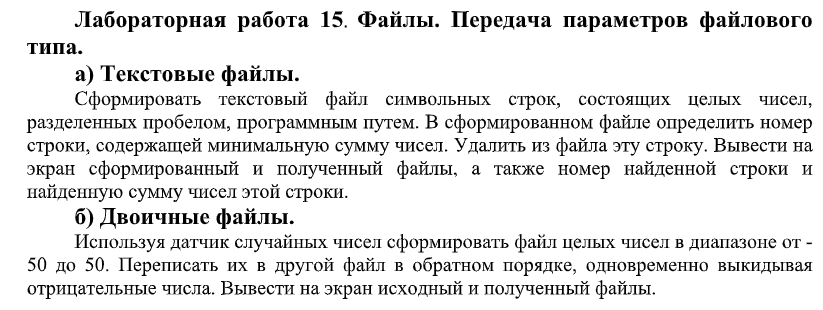 Лабораторная работа 15. Файлы. Передача параметров файлового
типа.
а) Текстовые файлы.
Сформировать текстовый файл символьных строк, состоящих целых чисел,
разделенных пробелом, программным путем. В сформированном файле определить номер
строки, содержащей минимальную сумму чисел. Удалить из файла эту строку. Вывести на
экран сформированный и полученный файлы, а также номер найденной строки и
найденную сумму чисел этой строки.
б) Двоичные файлы.
Используя датчик случайных чисел сформировать файл целых чисел в диапазоне от -
50 до 50. Переписать их в другой файл в обратном порядке, одновременно выкидывая
отрицательные числа. Вывести на экран исходный и полученный файлы.